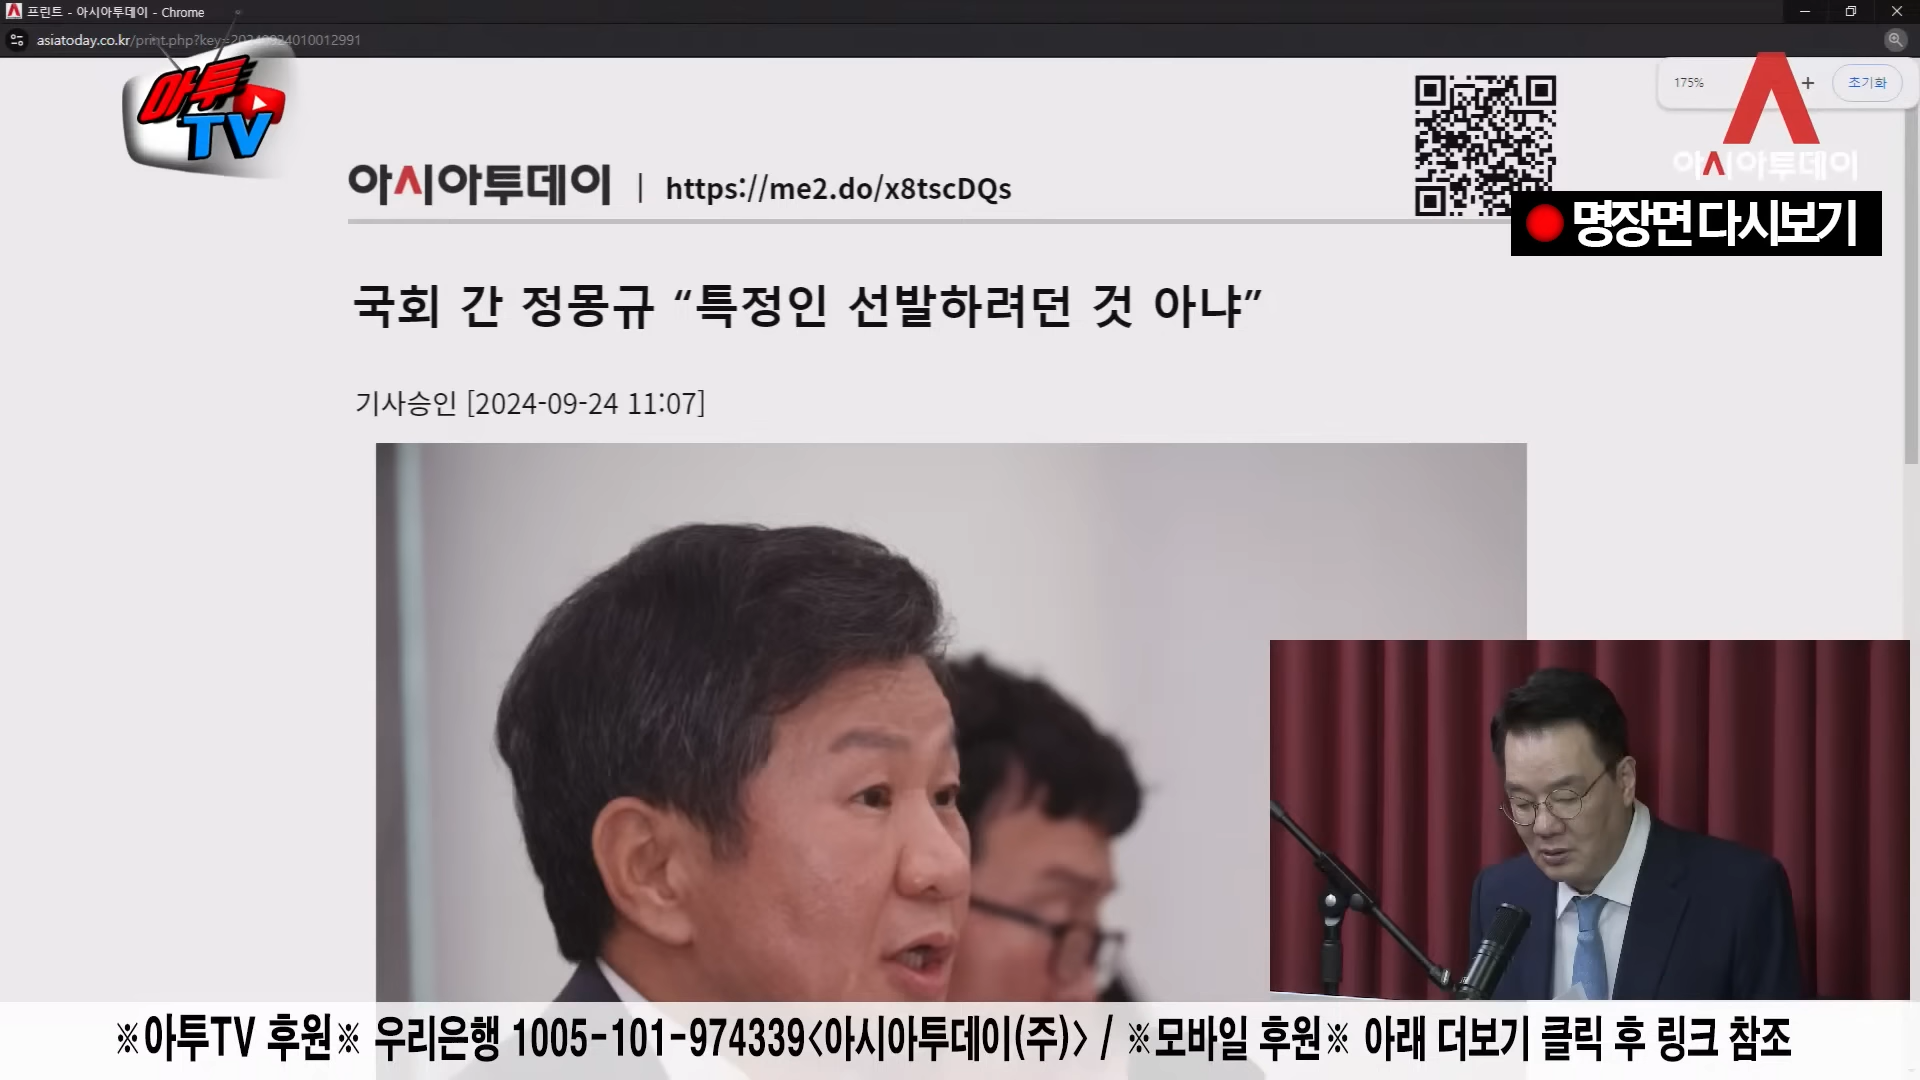 프린트 - 아시아투데이 - Chrome
asiatoday.co.kr/print.php?key=20240924010012991
아투
TV
175%
+
초기화
아시아투데이 | https://me2.do/x8tscDQs
아시아투데이
명장면 다시보기
국회 간 정몽규 “특정인 선발하려던 것 아냐”
기사승인 [2024-09-24 11:07]
※아투TV 후원※ 우리은행 1005-101-974339<아시아투데이(주)> / ※모바일 후원※ 아래 더보기 클릭 후 링크 참조